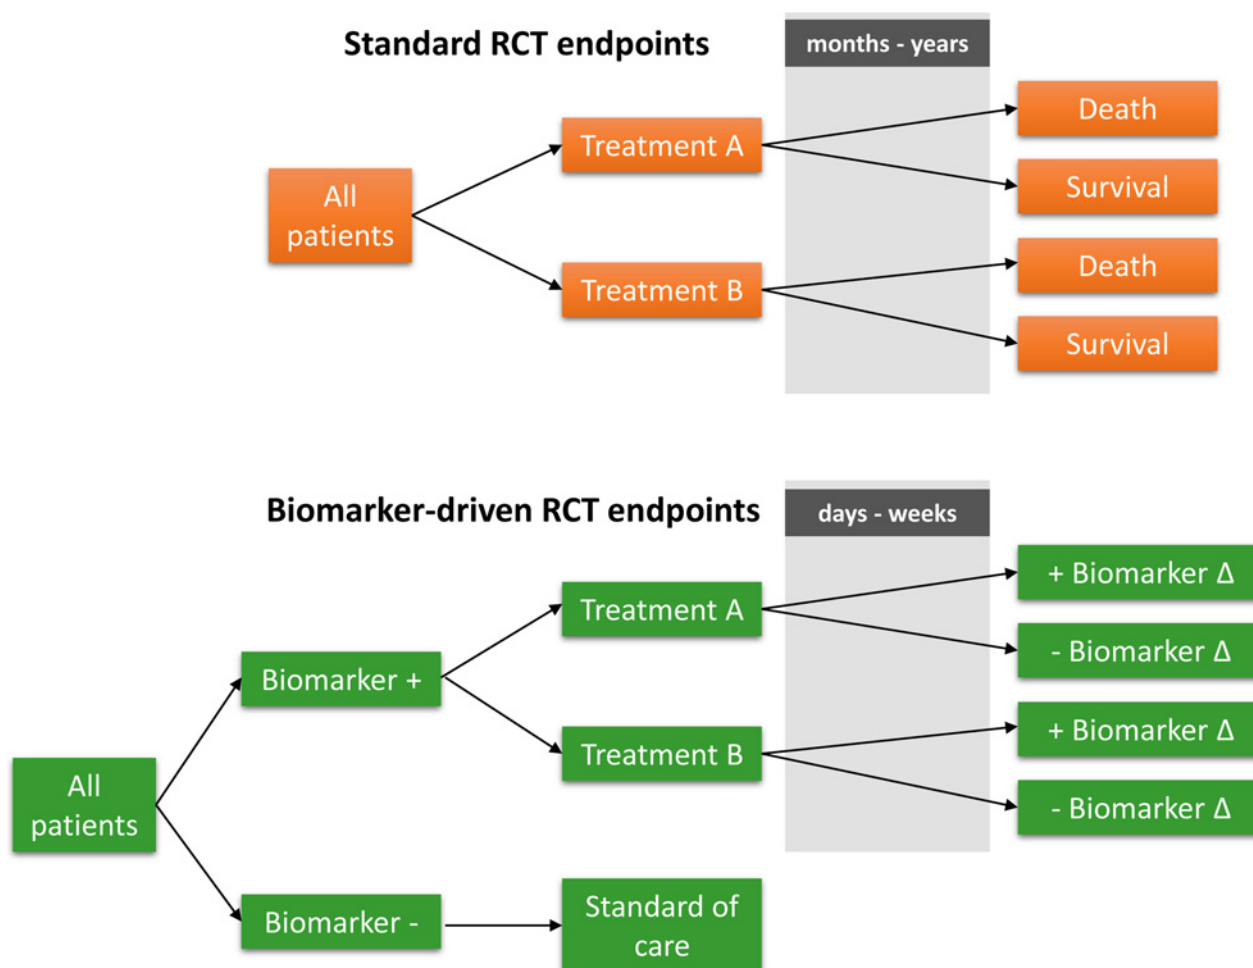 Standard RCT endpoints
months - years
All
patients
Treatment A
Treatment B
Death
Survival
Death
Survival
Biomarker-driven RCT endpoints
days - weeks
All
patients
Biomarker +
Biomarker -
Treatment A
Treatment B
Standard of
care
+ Biomarker Δ
- Biomarker Δ
+ Biomarker Δ
- Biomarker Δ